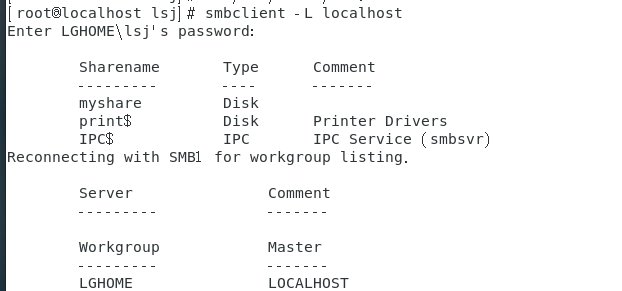 [root@localhost lsj]# smbclient -L localhost
Enter LGHOME\lsj's password:
Sharename Type Comment
--------- ---- -------
myshare Disk
print$ Disk Printer Drivers
IPC$ IPC IPC Service (smbsvr)
Reconnecting with SMB1 for workgroup listing.
Server Comment
--------- -------
Workgroup Master
--------- -------
LGHOME LOCALHOST